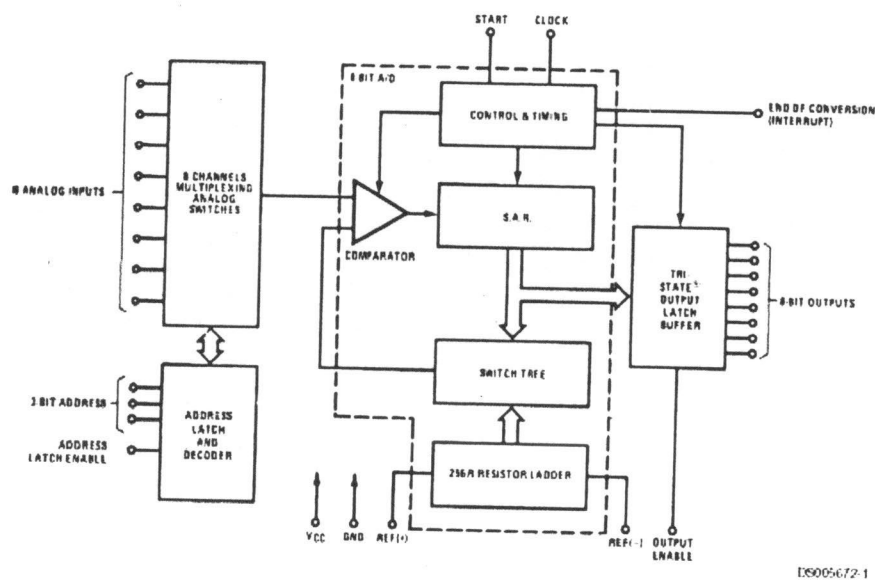 START
CLOCK
8-BIT A/D
CONTROL & TIMING
END OF CONVERSION
(INTERRUPT)
8 ANALOG INPUTS
8 CHANNELS
MULTIPLEXING
ANALOG
SWITCHES
S.A.R.
COMPARATOR
TRI-
STATE®
OUTPUT
LATCH
BUFFER
8-BIT OUTPUTS
SWITCH TREE
3-BIT ADDRESS
ADDRESS
LATCH ENABLE
ADDRESS
LATCH
AND
DECODER
256R RESISTOR LADDER
VCC
GND
REF(+)
REF(-)
OUTPUT
ENABLE
DS005672-1